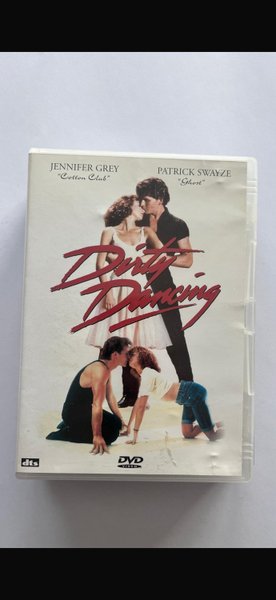 JENNIFER GREY PATRICK SWAYZE
"Cotton Club" "Ghost"
Dirty
Dancing
dts
DVD
VIDEO